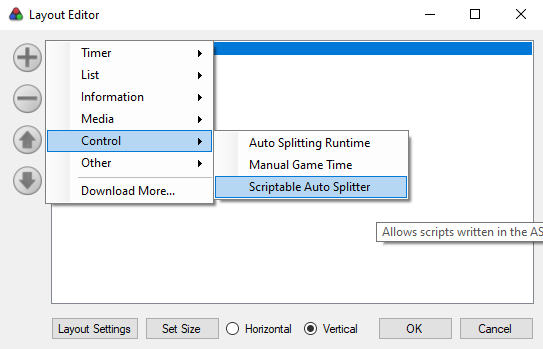 Layout Editor
Timer
List
Information
Media
Control
Other
Download More...
Auto Splitting Runtime
Manual Game Time
Scriptable Auto Splitter
Allows scripts written in the AS
Layout Settings
Set Size
Horizontal
Vertical
OK
Cancel